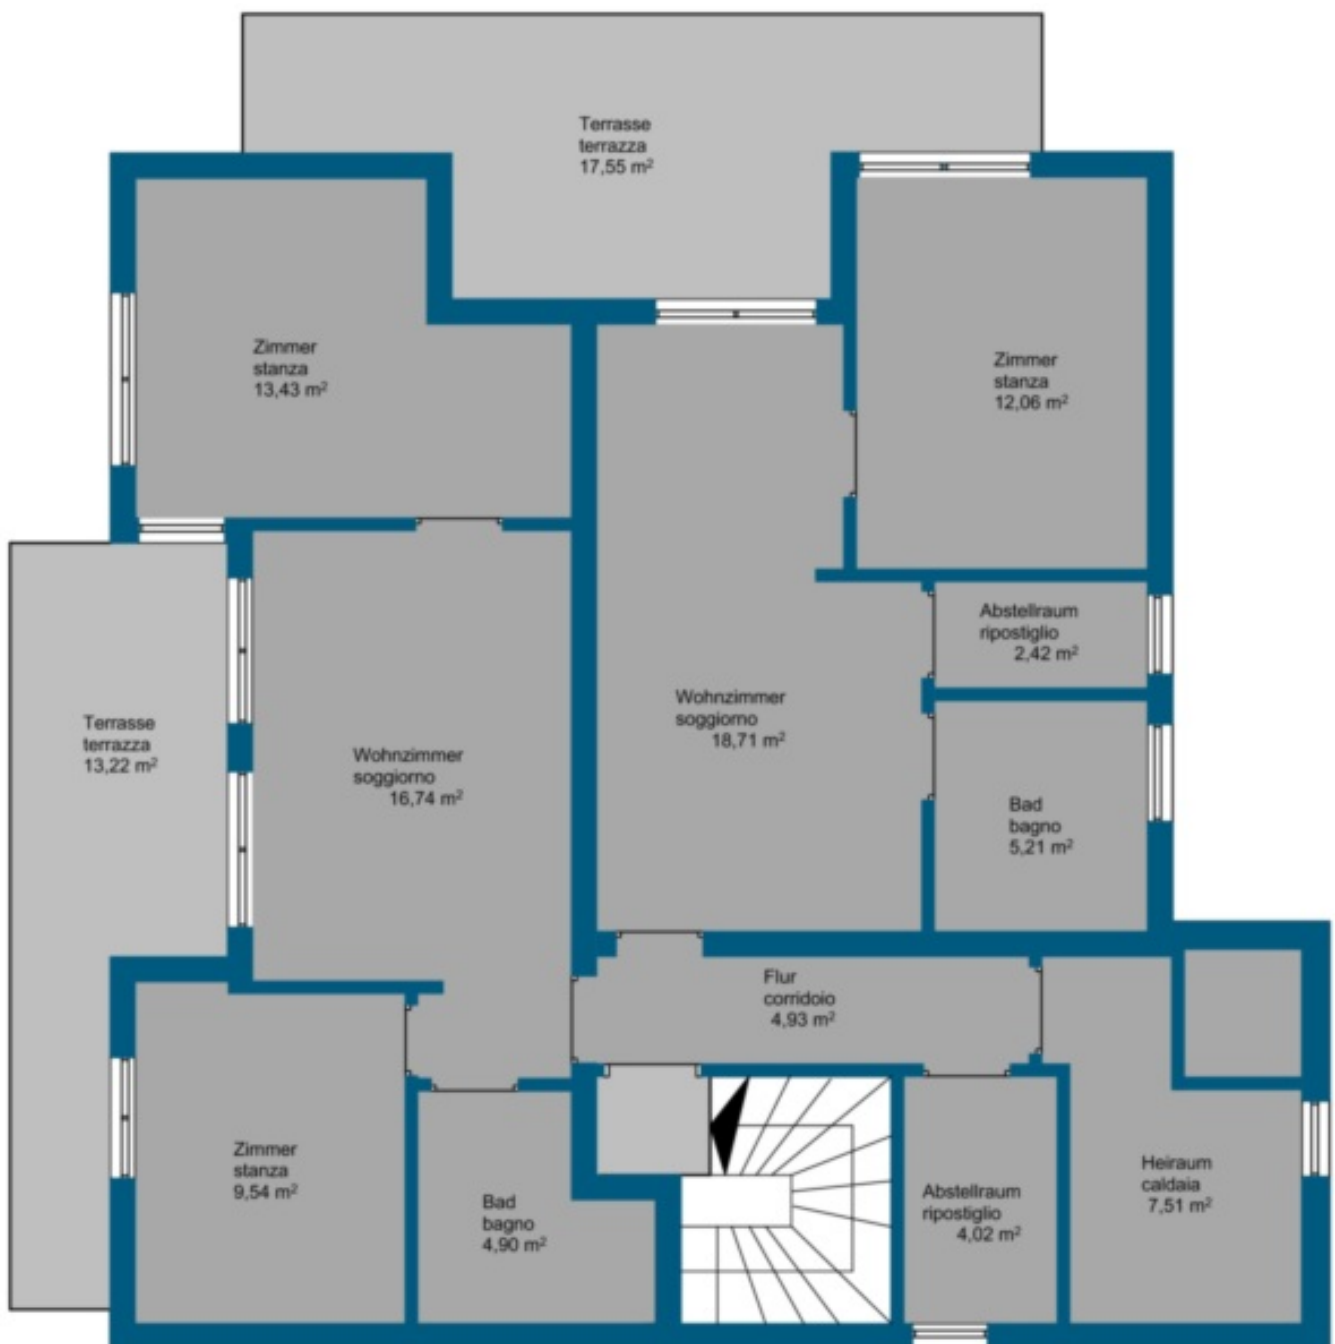 Terrasse
terrazza
17,55 m²
Zimmer
stanza
13,43 m²
Zimmer
stanza
12,06 m²
Abstellraum
ripostiglio
2,42 m²
Wohnzimmer
soggiorno
18,71 m²
Terrasse
terrazza
13,22 m²
Wohnzimmer
soggiorno
16,74 m²
Bad
bagno
5,21 m²
Flur
corridoio
4,93 m²
Zimmer
stanza
9,54 m²
Bad
bagno
4,90 m²
Abstellraum
ripostiglio
4,02 m²
Heiraum
caldaia
7,51 m²